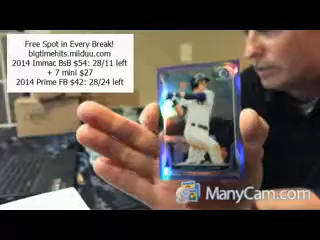 Free Spot in Every Break!
bigtimehits.miiduu.com
2014 Immac BsB $54: 28/11 left
+ 7 mini $27
2014 Prime FB $42: 28/24 left
ManyCam.com